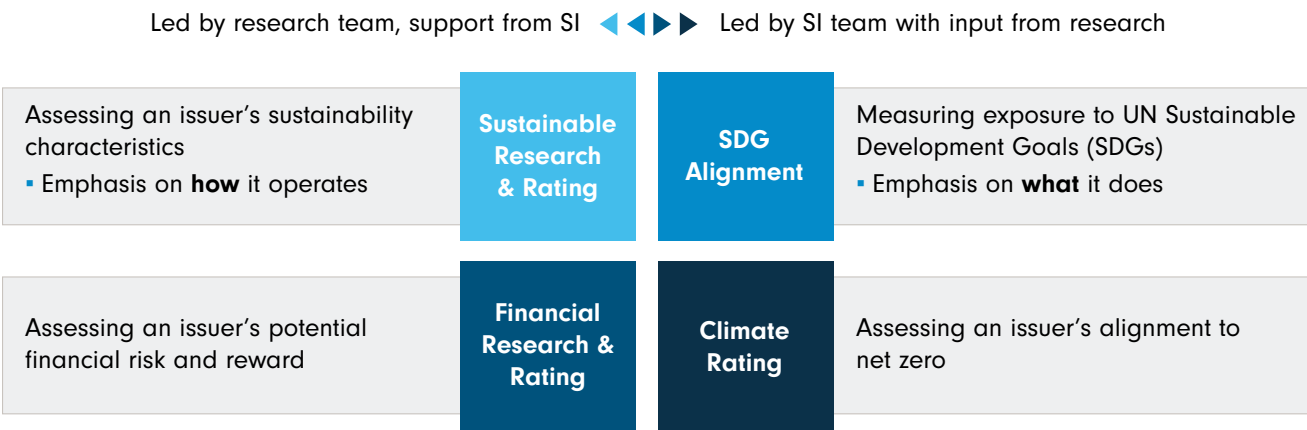 Led by research team, support from SI
Led by SI team with input from research
Assessing an issuer’s sustainability
characteristics
▪ Emphasis on how it operates
Sustainable
Research
& Rating
SDG
Alignment
Measuring exposure to UN Sustainable
Development Goals (SDGs)
▪ Emphasis on what it does
Assessing an issuer’s potential
financial risk and reward
Financial
Research &
Rating
Climate
Rating
Assessing an issuer’s alignment to
net zero